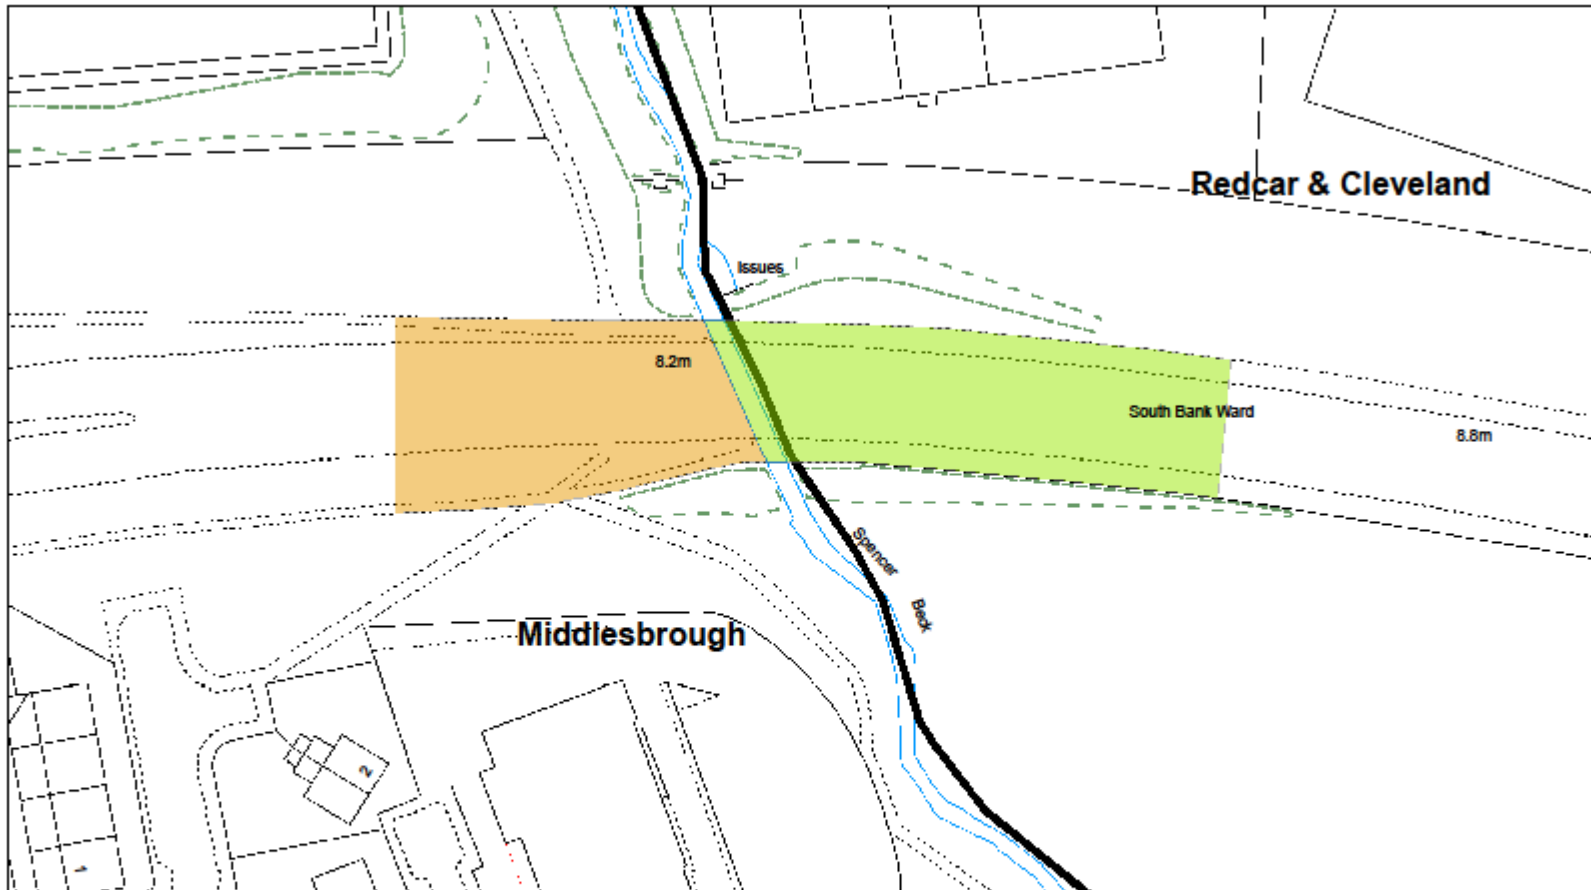 Redcar & Cleveland
Issues
8.2m
South Bank Ward
8.8m
Spencer
Beck
Middlesbrough
2
1